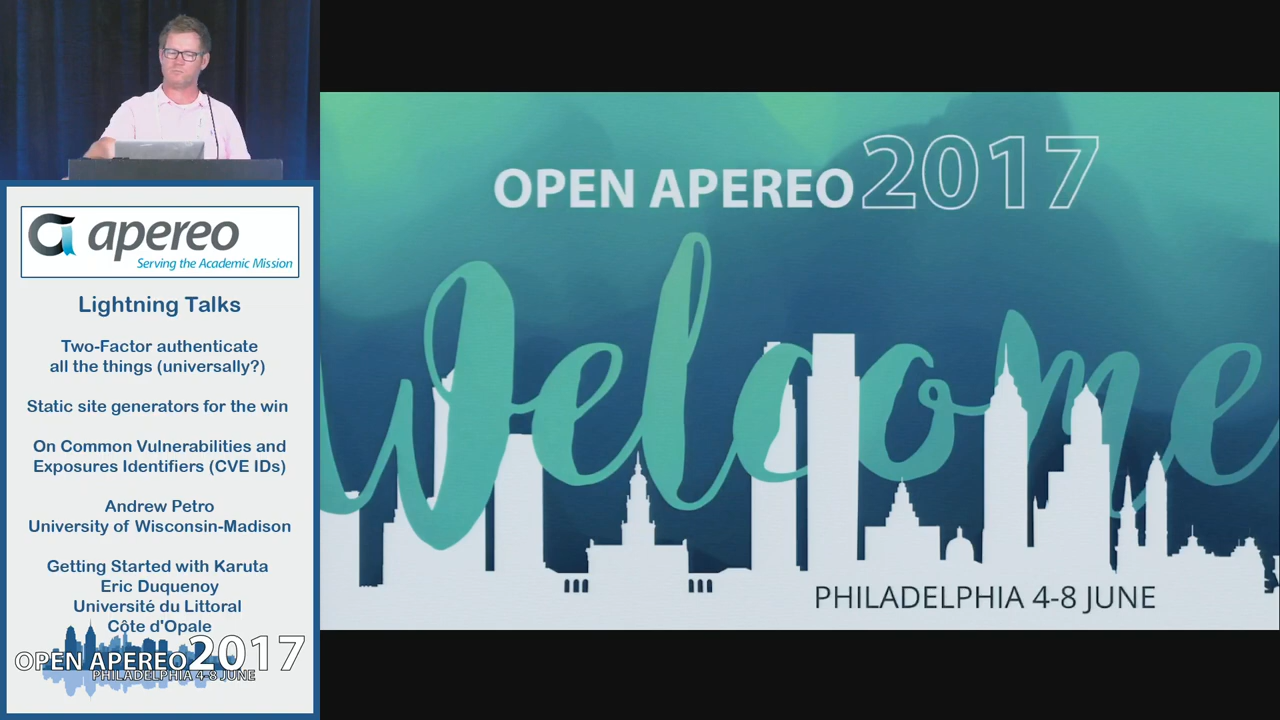 apereo
Serving the Academic Mission
Lightning Talks
Two-Factor authenticate
all the things (universally?)
Static site generators for the win
On Common Vulnerabilities and
Exposures Identifiers (CVE IDs)
Andrew Petro
University of Wisconsin-Madison
Getting Started with Karuta
Eric Duquenoy
Université du Littoral
Côte d'Opale
OPEN APEREO 2017
PHILADELPHIA 4-8 JUNE
OPEN APEREO 2017
Welcome
PHILADELPHIA 4-8 JUNE